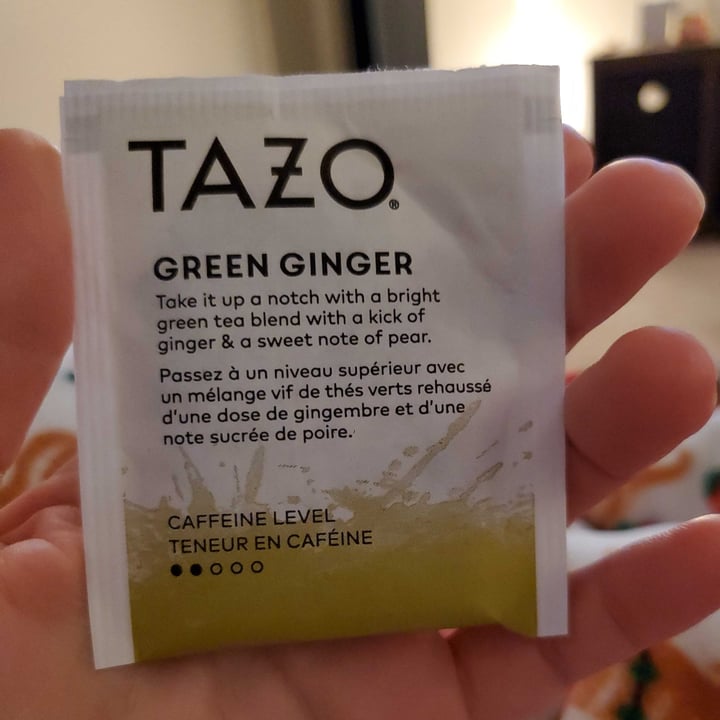 TAZO®
GREEN GINGER
Take it up a notch with a bright
green tea blend with a kick of
ginger & a sweet note of pear.
Passez à un niveau supérieur avec
un mélange vif de thés verts rehaussé
d'une dose de gingembre et d'une
note sucrée de poire.
CAFFEINE LEVEL
TENEUR EN CAFÉINE